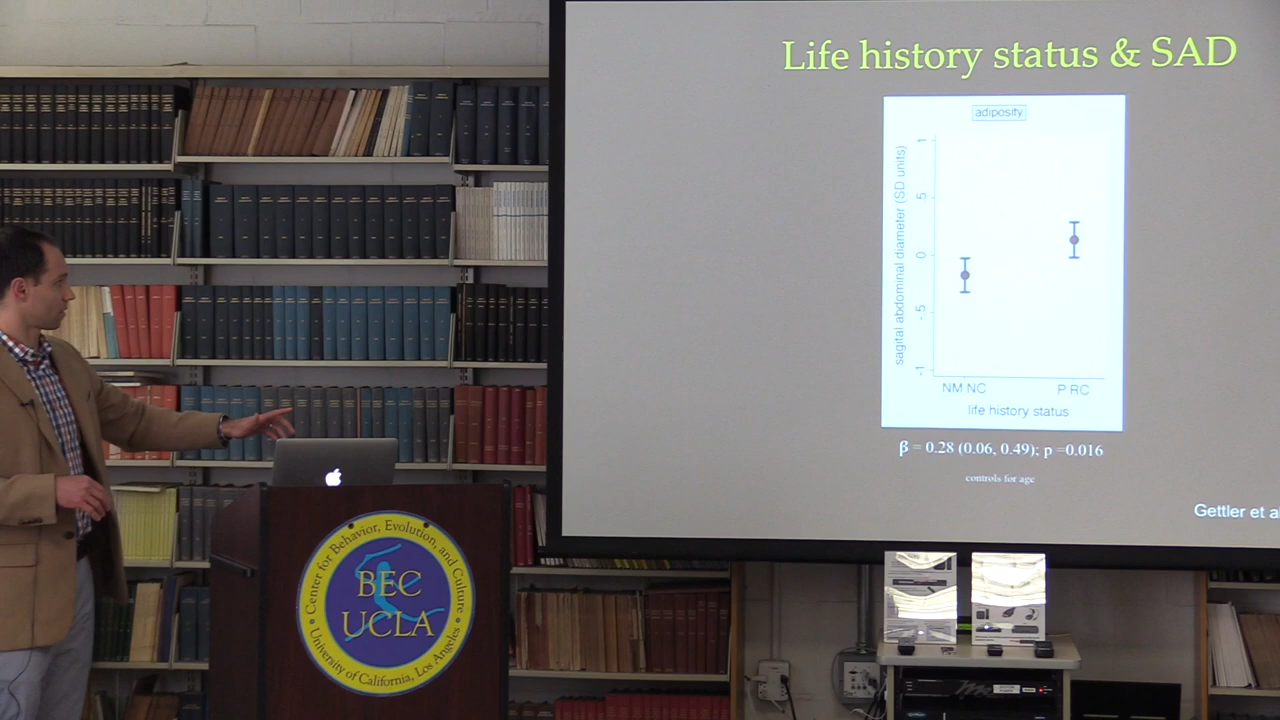 Life history status & SAD
adiposity
sagital abdominal diameter (SD units)
1
.5
0
-.5
-1
NM NC
P RC
life history status
β = 0.28 (0.06, 0.49); p =0.016
controls for age
Gettler et a
Center for Behavior, Evolution, and Culture
BEC
UCLA
University of California, Los Angeles